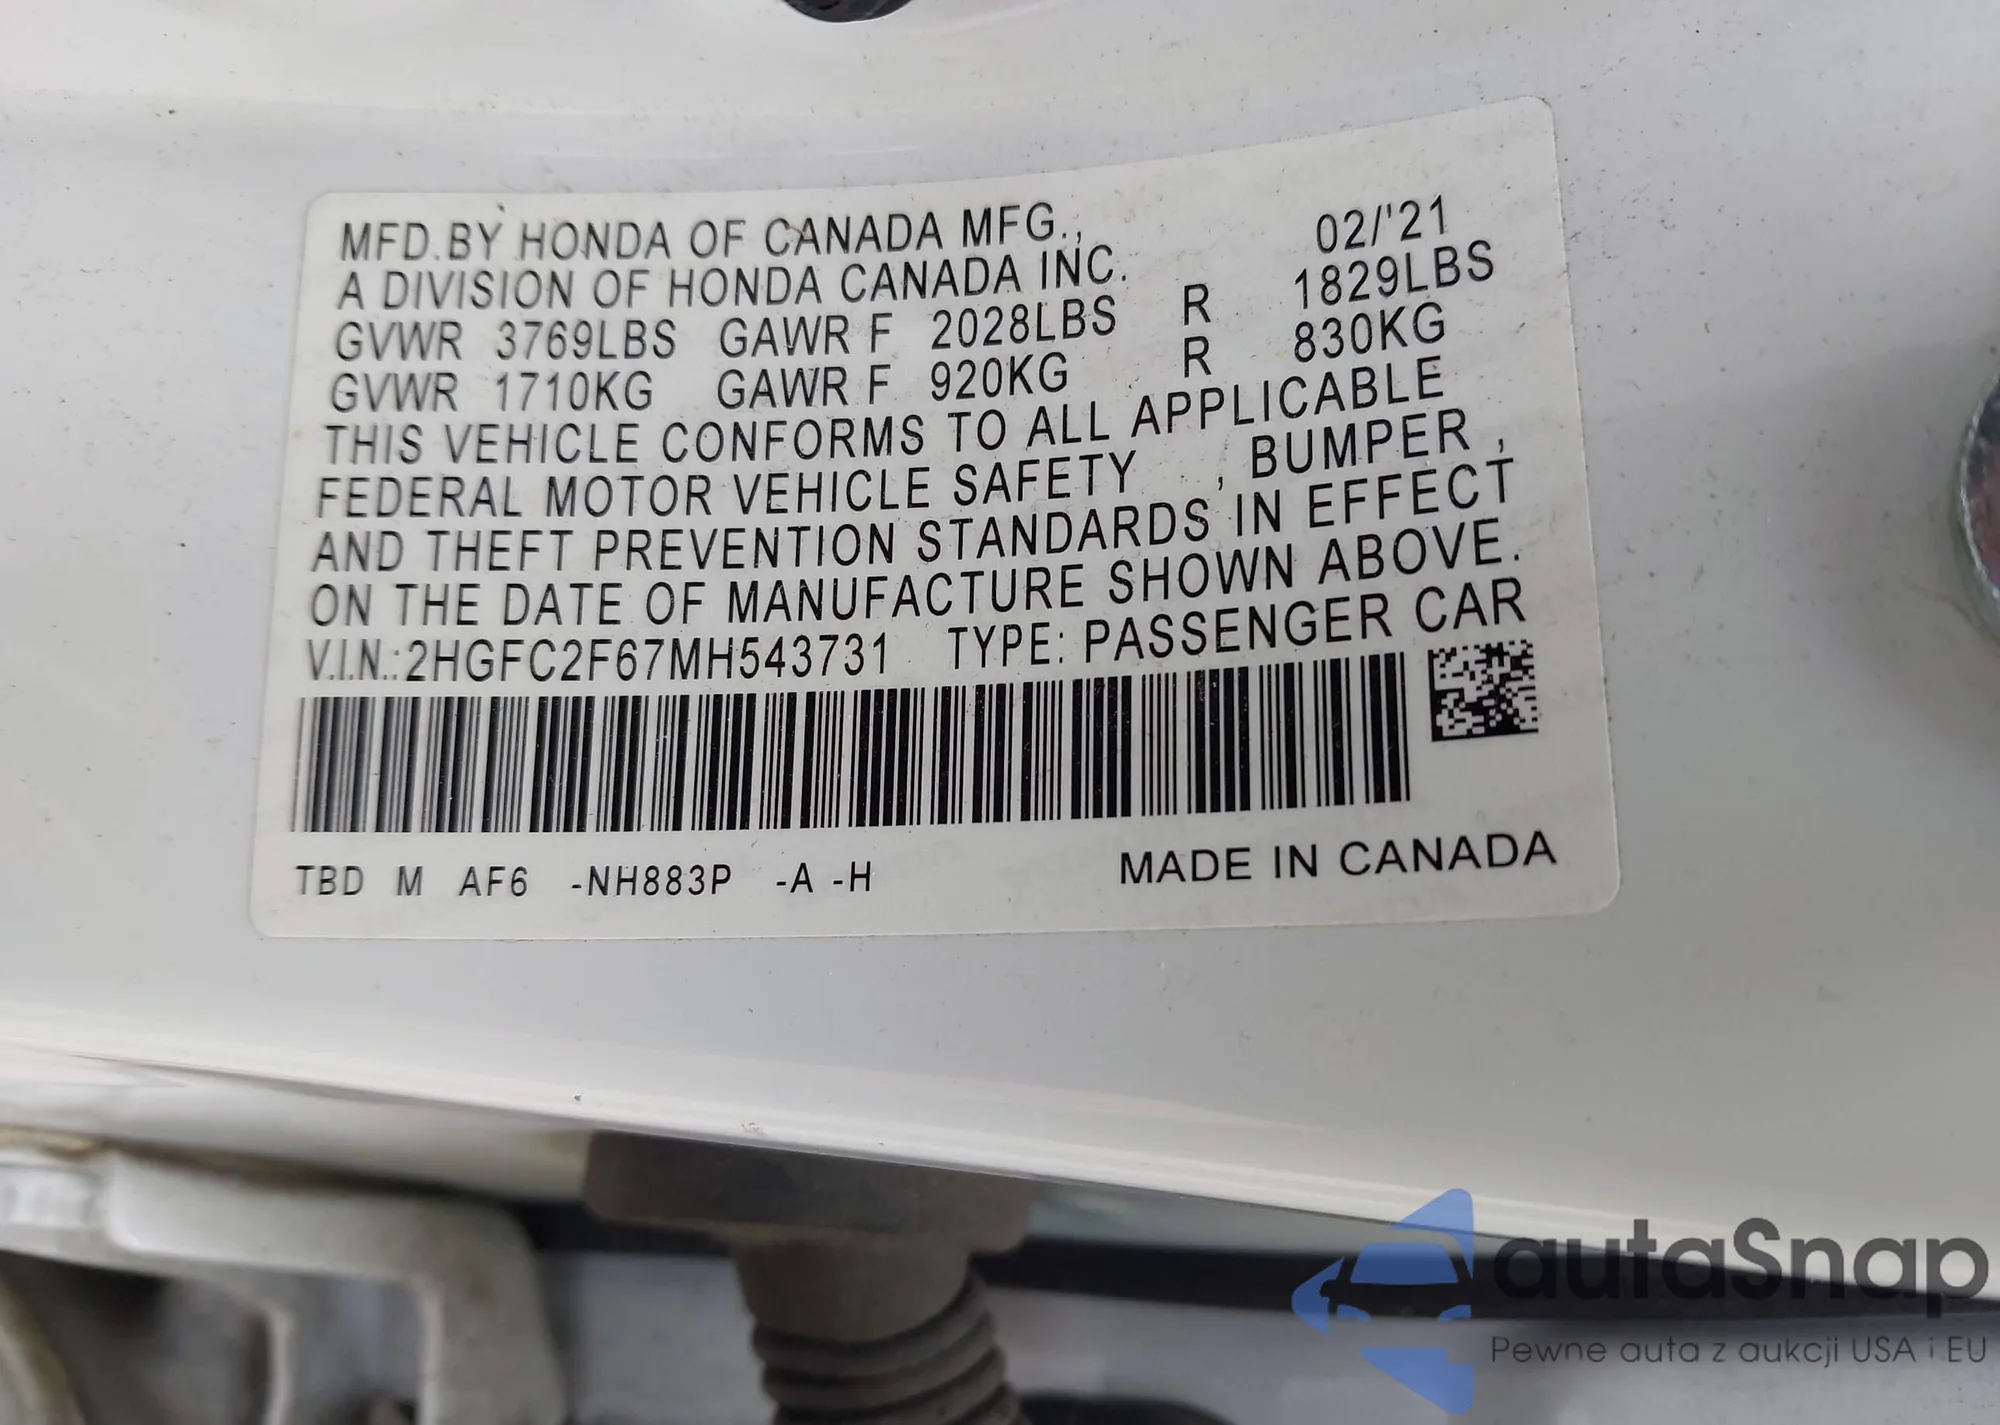 MFD.BY HONDA OF CANADA MFG., 02/'21
A DIVISION OF HONDA CANADA INC.
GVWR 3769LBS GAWR F 2028LBS R 1829LBS
GVWR 1710KG GAWR F 920KG R 830KG
THIS VEHICLE CONFORMS TO ALL APPLICABLE
FEDERAL MOTOR VEHICLE SAFETY , BUMPER ,
AND THEFT PREVENTION STANDARDS IN EFFECT
ON THE DATE OF MANUFACTURE SHOWN ABOVE.
V.I.N.:2HGFC2F67MH543731 TYPE: PASSENGER CAR
TBD M AF6 -NH883P -A -H MADE IN CANADA
autaSnap
Pewne auta z aukcji USA i EU